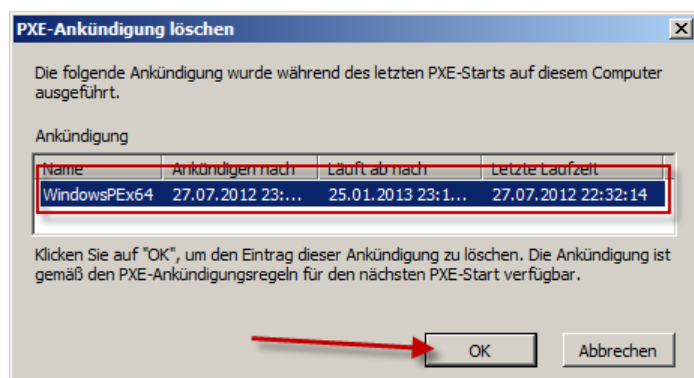 PXE-Ankündigung löschen
Die folgende Ankündigung wurde während des letzten PXE-Starts auf diesem Computer
ausgeführt.
Ankündigung
Name Ankündigen nach Läuft ab nach Letzte Laufzeit
WindowsPEx64 27.07.2012 23:... 25.01.2013 23:1... 27.07.2012 22:32:14
Klicken Sie auf "OK", um den Eintrag dieser Ankündigung zu löschen. Die Ankündigung ist
gemäß den PXE-Ankündigungsregeln für den nächsten PXE-Start verfügbar.
OK Abbrechen